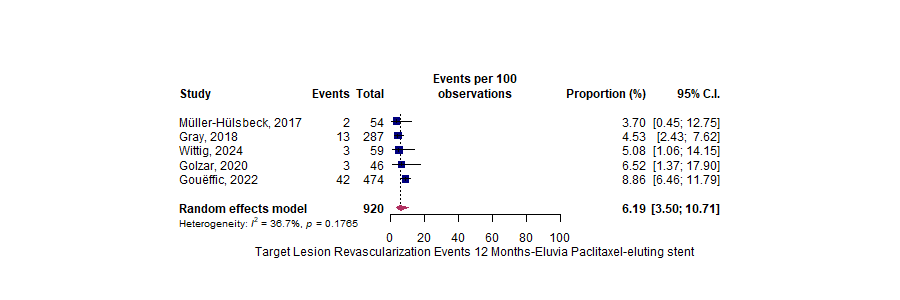 Events per 100
Study Events Total observations Proportion (%) 95% C.I.
Müller-Hülsbeck, 2017 2 54 3.70 [0.45; 12.75]
Gray, 2018 13 287 4.53 [2.43; 7.62]
Wittig, 2024 3 59 5.08 [1.06; 14.15]
Golzar, 2020 3 46 6.52 [1.37; 17.90]
Gouëffic, 2022 42 474 8.86 [6.46; 11.79]
Random effects model 920 6.19 [3.50; 10.71]
Heterogeneity: I² = 36.7%, p = 0.1765
0 20 40 60 80 100
Target Lesion Revascularization Events 12 Months-Eluvia Paclitaxel-eluting stent